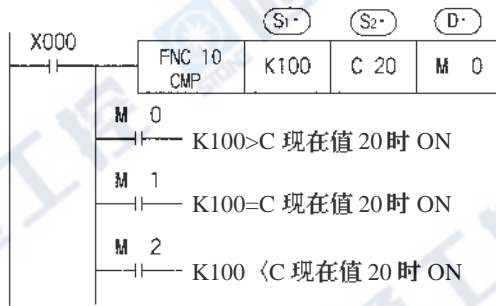 S1· S2· D·
X000
FNC 10 CMP K100 C 20 M 0
M 0
K100>C 现在值 20 时 ON
M 1
K100=C 现在值 20 时 ON
M 2
K100〈C 现在值 20 时 ON